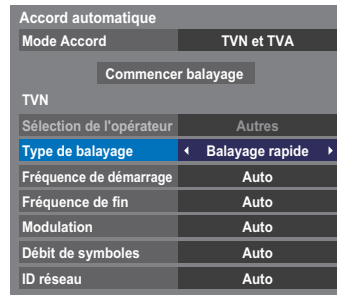 Accord automatique
Mode Accord TVN et TVA
Commencer balayage
TVN
Sélection de l'opérateur Autres
Type de balayage Balayage rapide
Fréquence de démarrage Auto
Fréquence de fin Auto
Modulation Auto
Débit de symboles Auto
ID réseau Auto